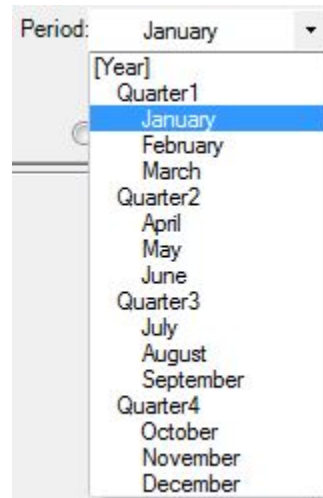 Period: January
[Year]
Quarter1
January
February
March
Quarter2
April
May
June
Quarter3
July
August
September
Quarter4
October
November
December